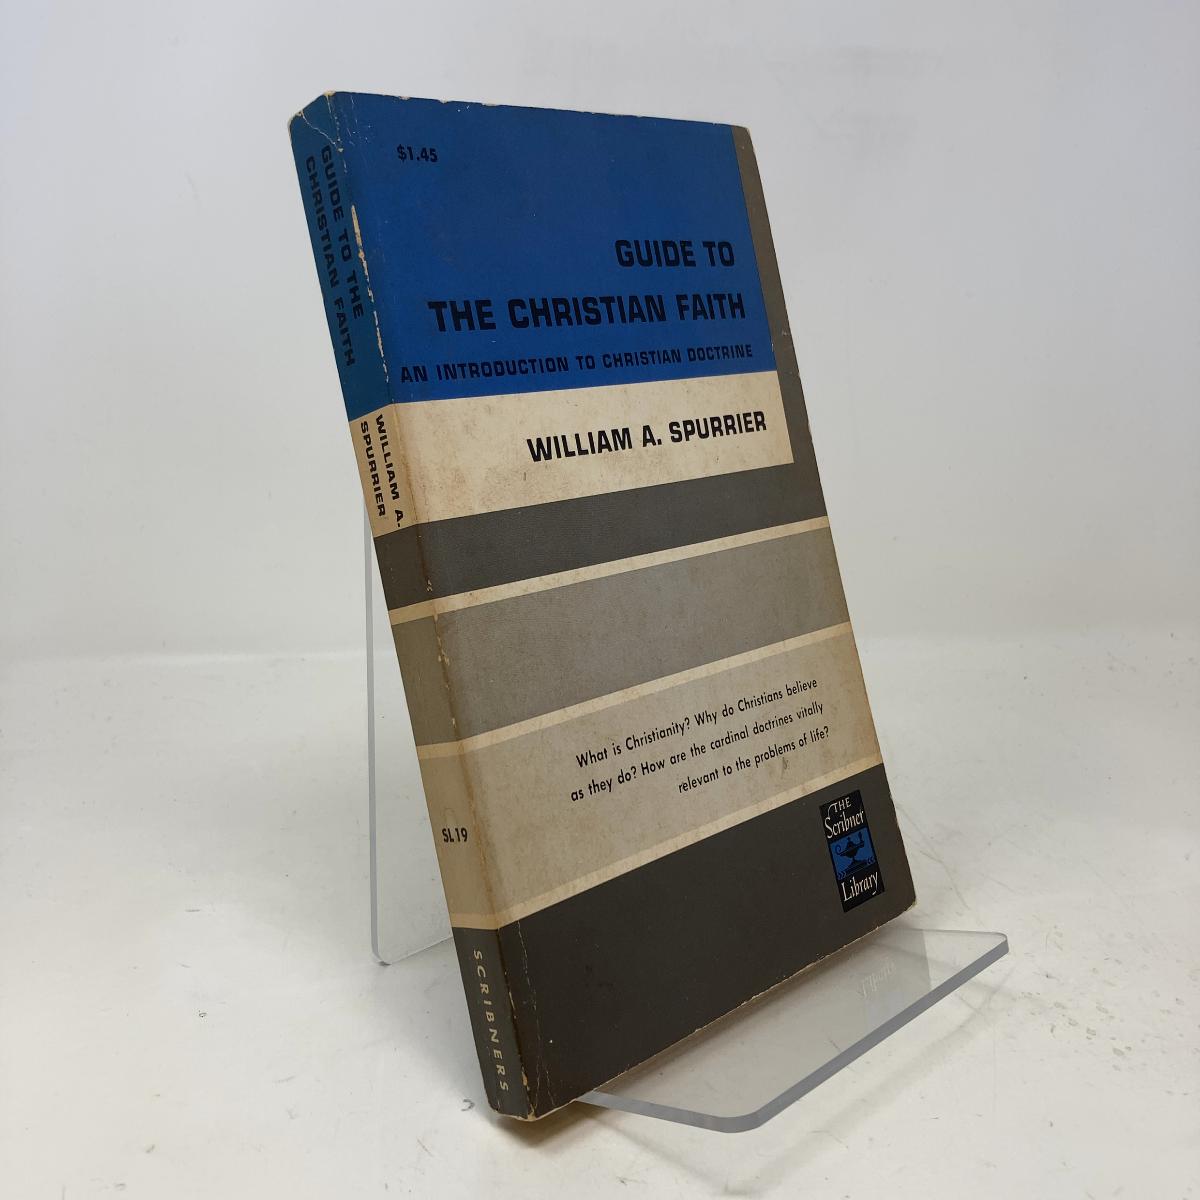 $1.45
GUIDE TO
THE CHRISTIAN FAITH
AN INTRODUCTION TO CHRISTIAN DOCTRINE
WILLIAM A. SPURRIER
What is Christianity? Why do Christians believe
as they do? How are the cardinal doctrines vitally
relevant to the problems of life?
THE
Scribner
Library
GUIDE TO THE
CHRISTIAN FAITH
WILLIAM A.
SPURRIER
SL19
SCRIBNERS